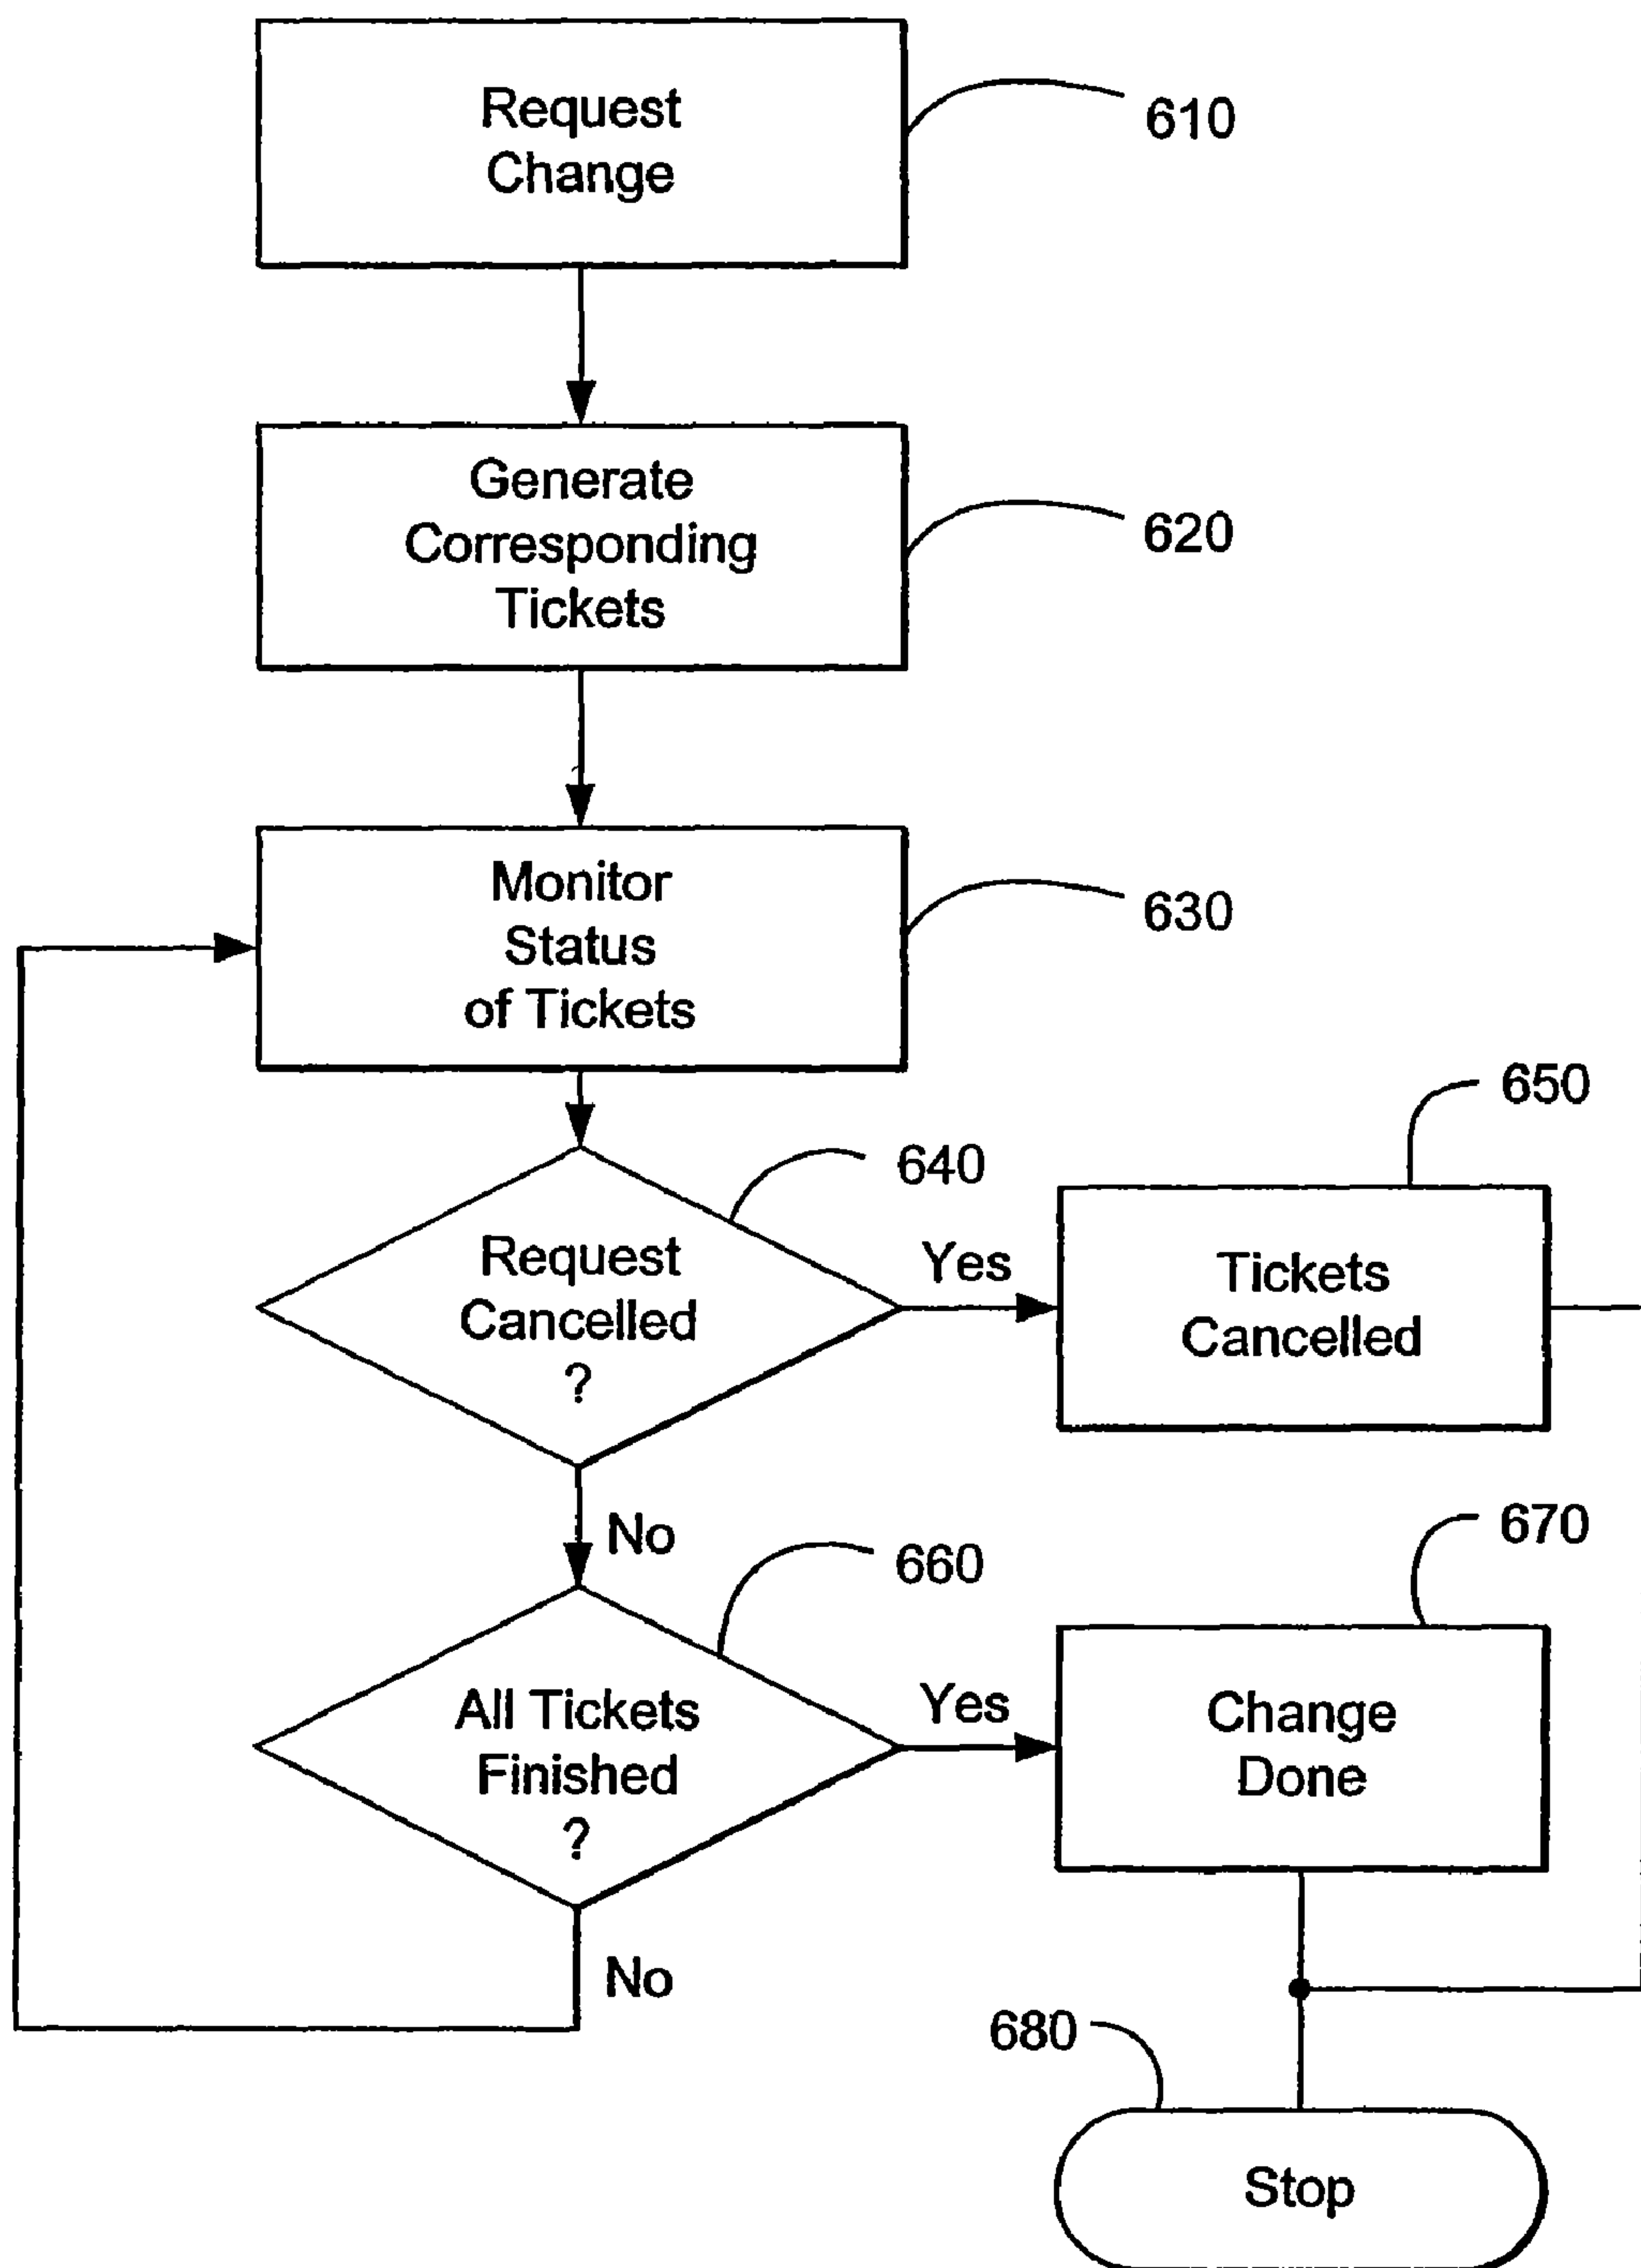 Request
Change
610
Generate
Corresponding
Tickets
620
Monitor
Status
of Tickets
630
Request
Cancelled
?
640
Yes
Tickets
Cancelled
650
No
All Tickets
Finished
?
660
Yes
Change
Done
670
No
680
Stop